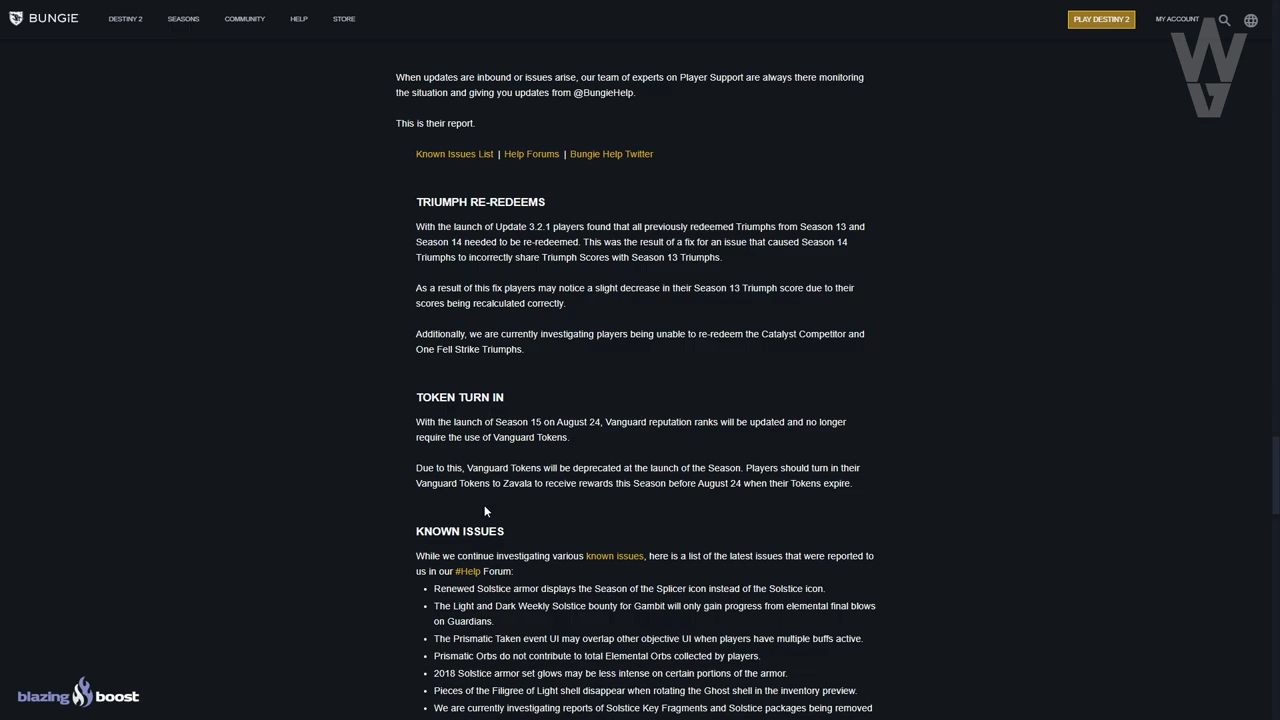 BUNGiE
DESTINY 2
SEASONS
COMMUNITY
HELP
STORE
PLAY DESTINY 2
MY ACCOUNT
When updates are inbound or issues arise, our team of experts on Player Support are always there monitoring
the situation and giving you updates from @BungieHelp.
This is their report.
Known Issues List | Help Forums | Bungie Help Twitter
TRIUMPH RE-REDEEMS
With the launch of Update 3.2.1 players found that all previously redeemed Triumphs from Season 13 and
Season 14 needed to be re-redeemed. This was the result of a fix for an issue that caused Season 14
Triumphs to incorrectly share Triumph Scores with Season 13 Triumphs.
As a result of this fix players may notice a slight decrease in their Season 13 Triumph score due to their
scores being recalculated correctly.
Additionally, we are currently investigating players being unable to re-redeem the Catalyst Competitor and
One Fell Strike Triumphs.
TOKEN TURN IN
With the launch of Season 15 on August 24, Vanguard reputation ranks will be updated and no longer
require the use of Vanguard Tokens.
Due to this, Vanguard Tokens will be deprecated at the launch of the Season. Players should turn in their
Vanguard Tokens to Zavala to receive rewards this Season before August 24 when their Tokens expire.
KNOWN ISSUES
While we continue investigating various known issues, here is a list of the latest issues that were reported to
us in our #Help Forum:
• Renewed Solstice armor displays the Season of the Splicer icon instead of the Solstice icon.
• The Light and Dark Weekly Solstice bounty for Gambit will only gain progress from elemental final blows
on Guardians.
• The Prismatic Taken event UI may overlap other objective UI when players have multiple buffs active.
• Prismatic Orbs do not contribute to total Elemental Orbs collected by players.
• 2018 Solstice armor set glows may be less intense on certain portions of the armor.
• Pieces of the Filigree of Light shell disappear when rotating the Ghost shell in the inventory preview.
• We are currently investigating reports of Solstice Key Fragments and Solstice packages being removed
blazing boost
WG